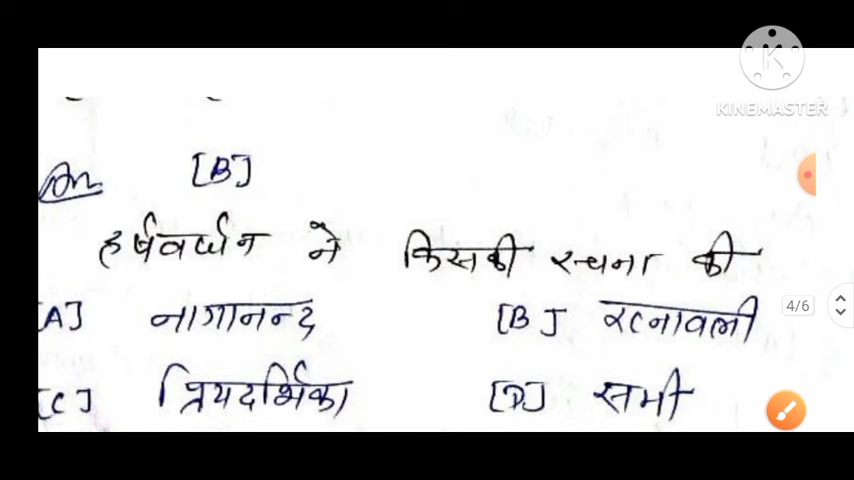 KINEMASTER
Ans [B]
हर्षवर्धन ने किसकी रचना की
[A] नागानन्द [B] रत्नावली
4/6
[C] प्रियदर्शिका [D] सभी